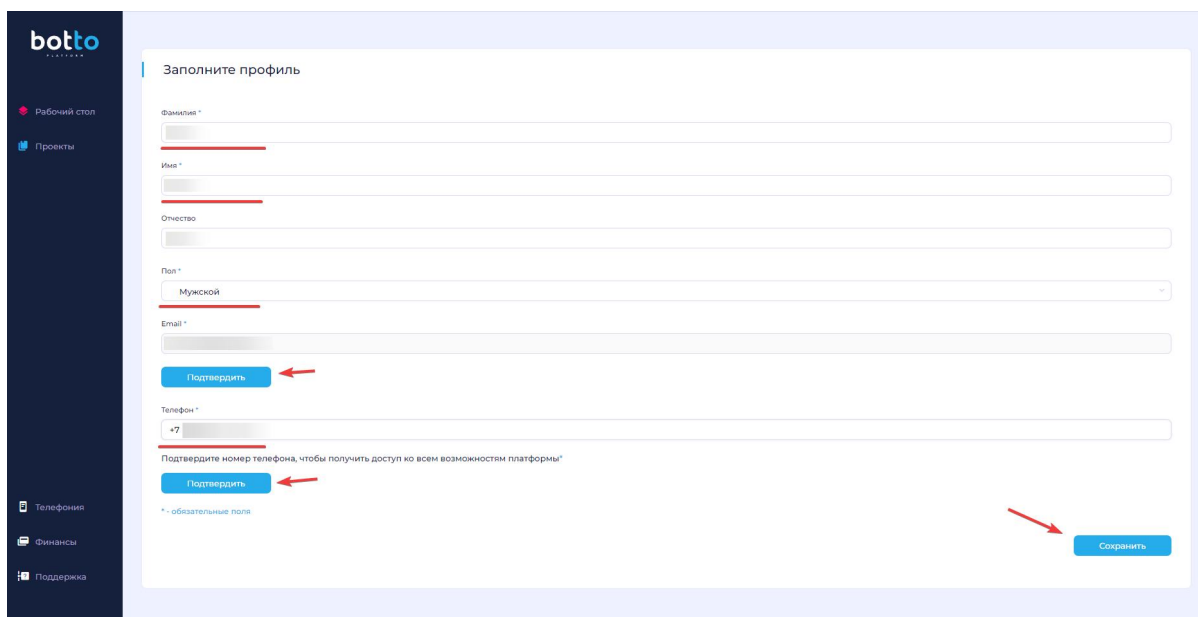 botto
PLATFORM
Заполните профиль
Рабочий стол
Проекты
Фамилия *
Имя *
Отчество
Пол *
Мужской
Email *
Подтвердить
Телефон *
+7
Подтвердите номер телефона, чтобы получить доступ ко всем возможностям платформы*
Подтвердить
* - обязательные поля
Сохранить
Телефония
Финансы
Поддержка